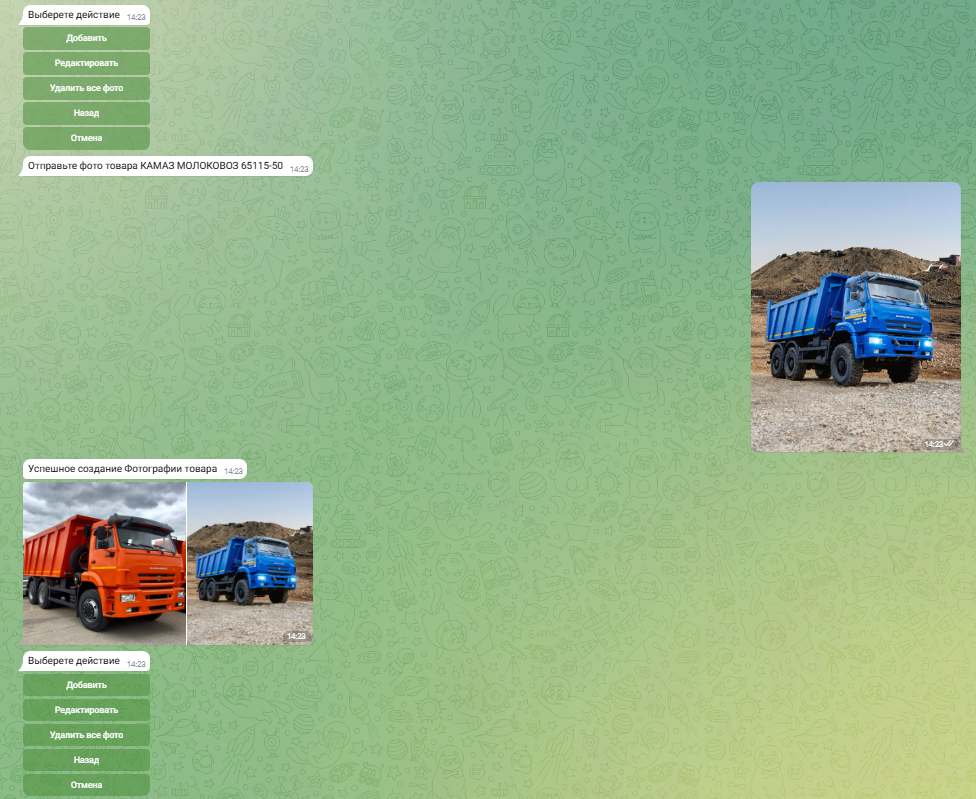 Выберете действие 14:23
Добавить
Редактировать
Удалить все фото
Назад
Отмена
Отправьте фото товара КАМАЗ МОЛОКОВОЗ 65115-50 14:23
14:23
Успешное создание Фотографии товара 14:23
14:23
Выберете действие 14:23
Добавить
Редактировать
Удалить все фото
Назад
Отмена